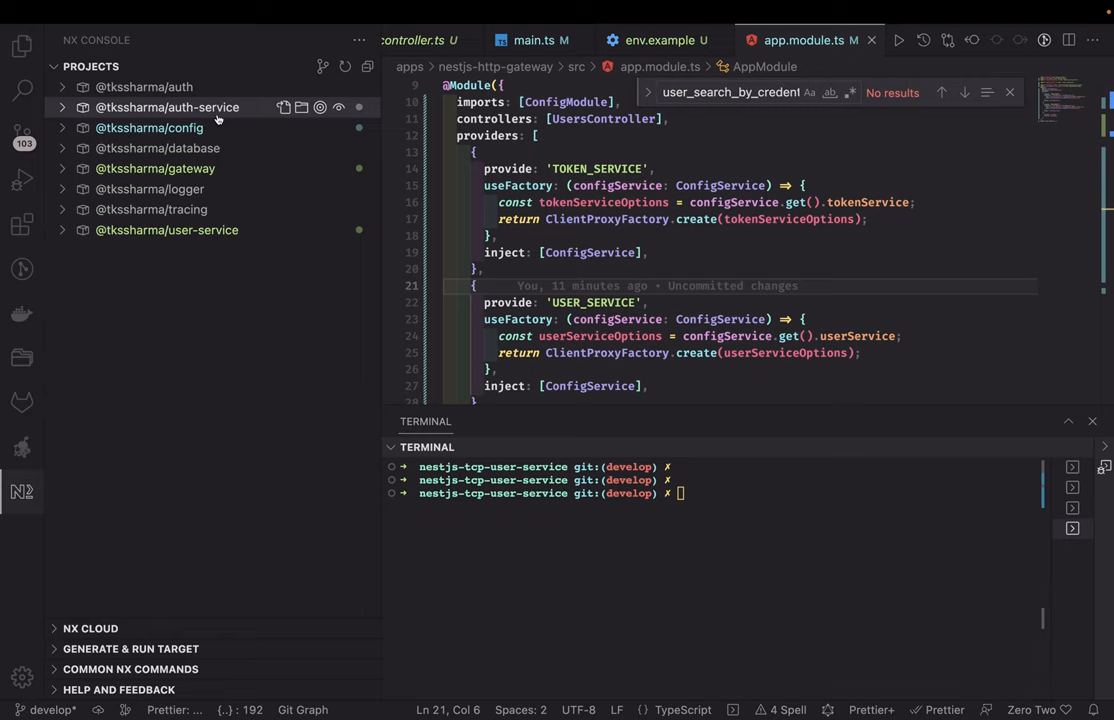 NX CONSOLE
PROJECTS
@tkssharma/auth
@tkssharma/auth-service
@tkssharma/config
@tkssharma/database
@tkssharma/gateway
@tkssharma/logger
@tkssharma/tracing
@tkssharma/user-service
103
NX CLOUD
GENERATE & RUN TARGET
COMMON NX COMMANDS
HELP AND FEEDBACK
controller.ts U
TS main.ts M
env.example M
app.module.ts M
apps > nestjs-http-gateway > src > app.module.ts > AppModule
user_search_by_credent Aa ab .* No results
9 @Module({
10 imports: [ConfigModule],
11 controllers: [UsersController],
12 providers: [
13 {
14 provide: 'TOKEN_SERVICE',
15 useFactory: (configService: ConfigService) => {
16 const tokenServiceOptions = configService.get().tokenService;
17 return ClientProxyFactory.create(tokenServiceOptions);
18 },
19 inject: [ConfigService],
20 },
21 { You, 11 minutes ago • Uncommitted changes
22 provide: 'USER_SERVICE',
23 useFactory: (configService: ConfigService) => {
24 const userServiceOptions = configService.get().userService;
25 return ClientProxyFactory.create(userServiceOptions);
26 },
27 inject: [ConfigService],
28 }
TERMINAL
TERMINAL
➜ nestjs-tcp-user-service git:(develop) ✗
➜ nestjs-tcp-user-service git:(develop) ✗
➜ nestjs-tcp-user-service git:(develop) ✗
develop* Prettier: ... {..} : 192 Git Graph Ln 21, Col 6 Spaces: 2 UTF-8 LF {} TypeScript 4 Spell Prettier+ Prettier Zero Two